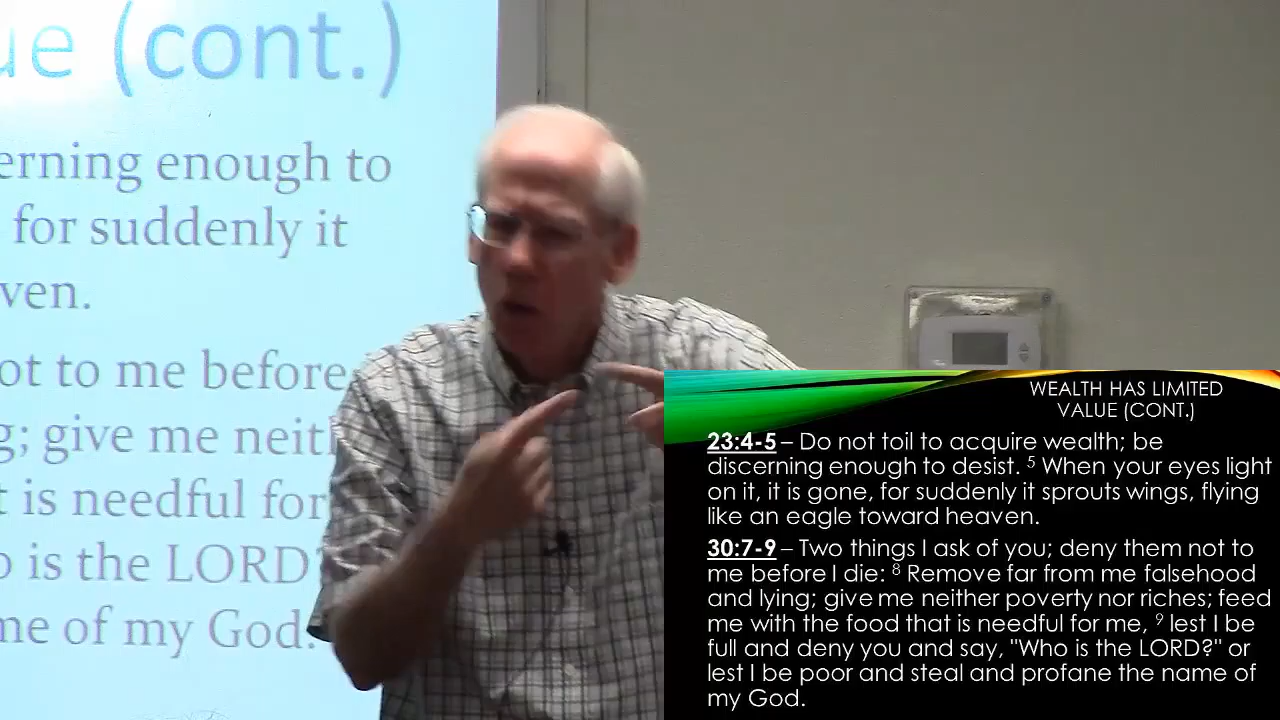 ue (cont.)
erning enough to
for suddenly it
ven.
ot to me before
g; give me neith
t is needful for
o is the LORD?
me of my God.
WEALTH HAS LIMITED
VALUE (CONT.)
23:4-5 – Do not toil to acquire wealth; be
discerning enough to desist. 5 When your eyes light
on it, it is gone, for suddenly it sprouts wings, flying
like an eagle toward heaven.
30:7-9 – Two things I ask of you; deny them not to
me before I die: 8 Remove far from me falsehood
and lying; give me neither poverty nor riches; feed
me with the food that is needful for me, 9 lest I be
full and deny you and say, "Who is the LORD?" or
lest I be poor and steal and profane the name of
my God.